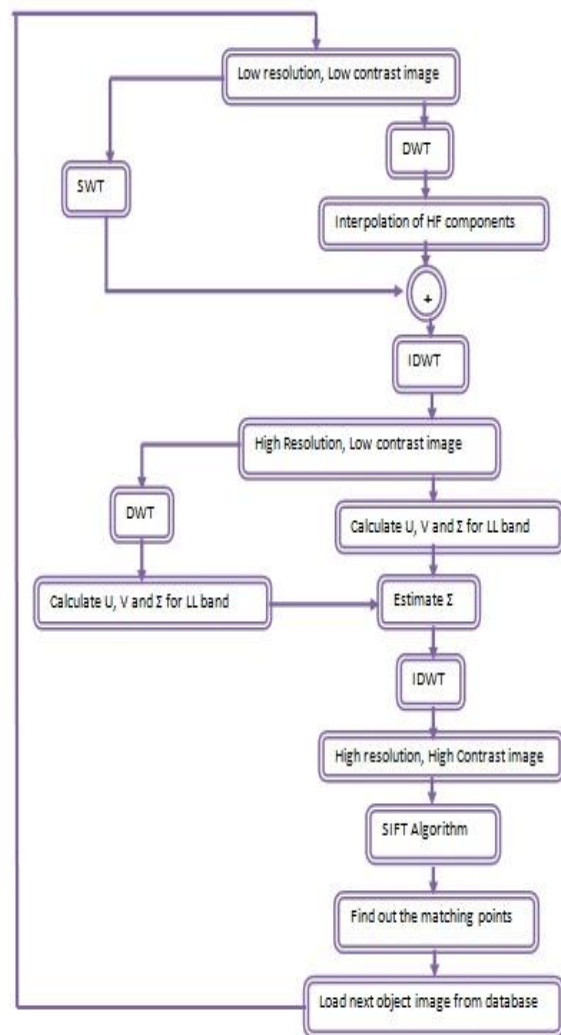 Low resolution, Low contrast image
DWT
SWT
Interpolation of HF components
+
IDWT
High Resolution, Low contrast image
DWT
Calculate U, V and Σ for LL band
Calculate U, V and Σ for LL band
Estimate Σ
IDWT
High resolution, High Contrast image
SIFT Algorithm
Find out the matching points
Load next object image from database